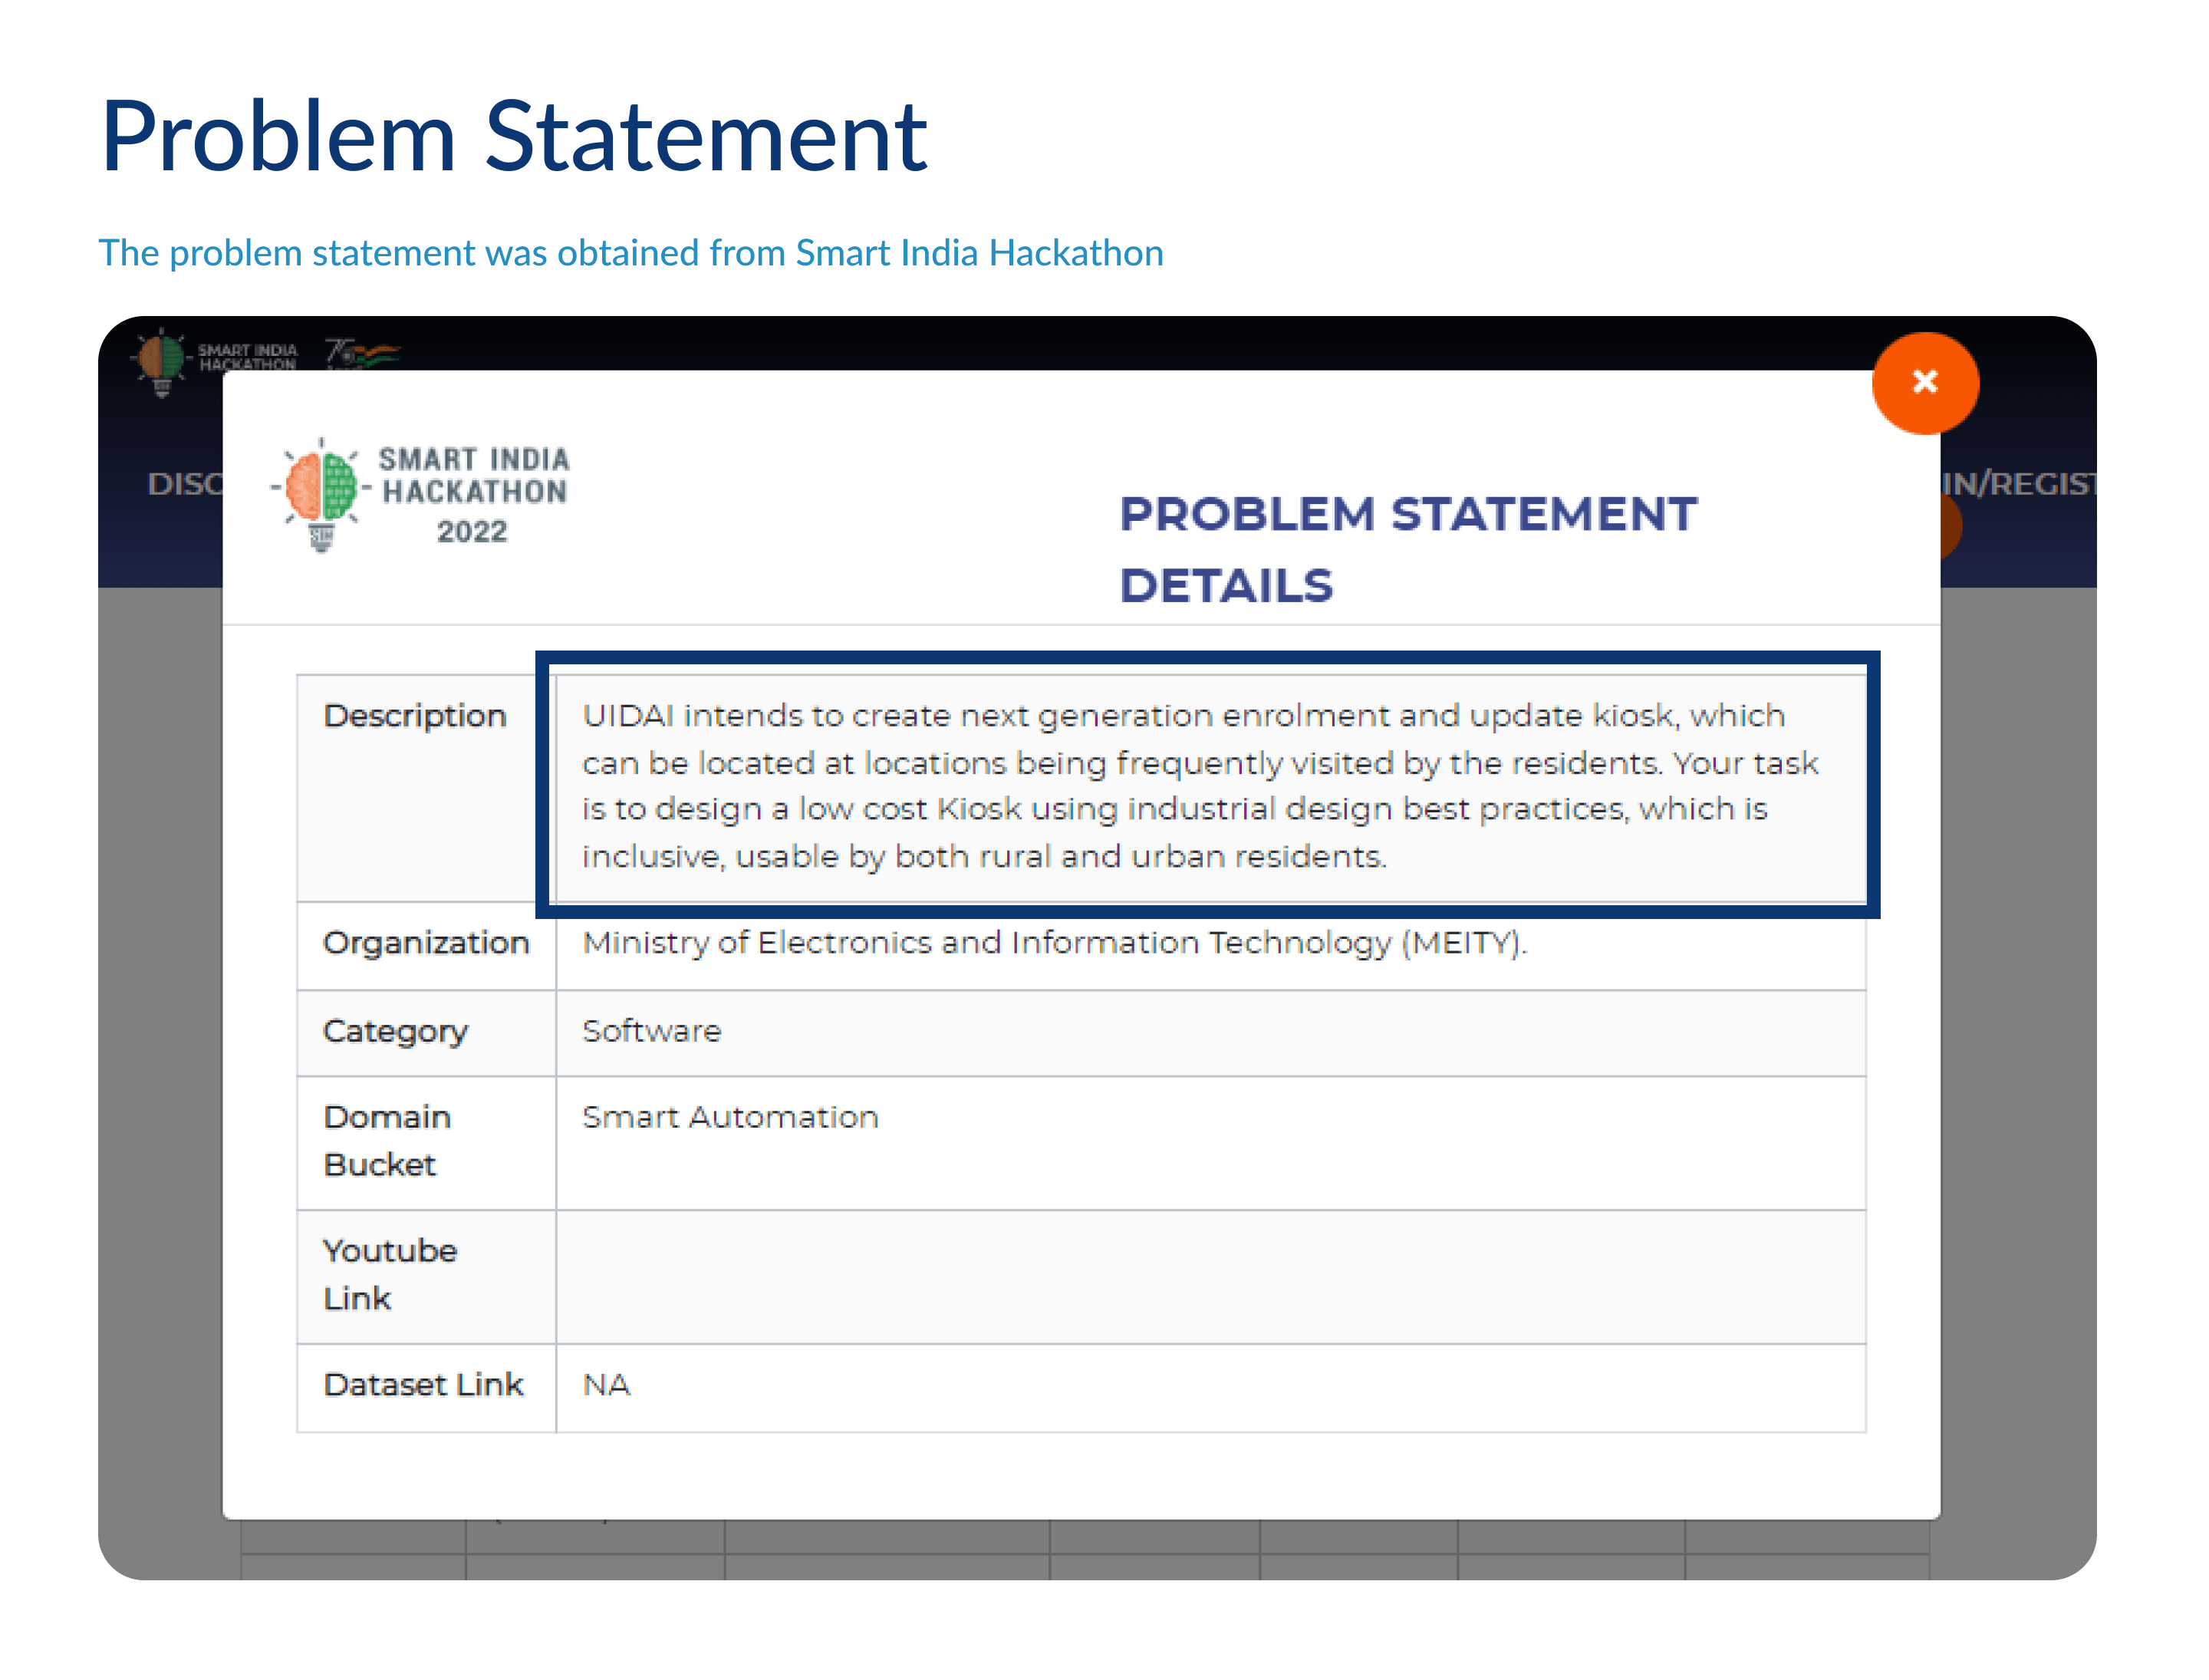 Problem Statement
The problem statement was obtained from Smart India Hackathon
SMART INDIA
HACKATHON
DISC
IN/REGIST
SMART INDIA
HACKATHON
2022
SIH
PROBLEM STATEMENT
DETAILS
Description
UIDAI intends to create next generation enrolment and update kiosk, which
can be located at locations being frequently visited by the residents. Your task
is to design a low cost Kiosk using industrial design best practices, which is
inclusive, usable by both rural and urban residents.
Organization
Ministry of Electronics and Information Technology (MEITY).
Category
Software
Domain
Bucket
Smart Automation
Youtube
Link
Dataset Link
NA